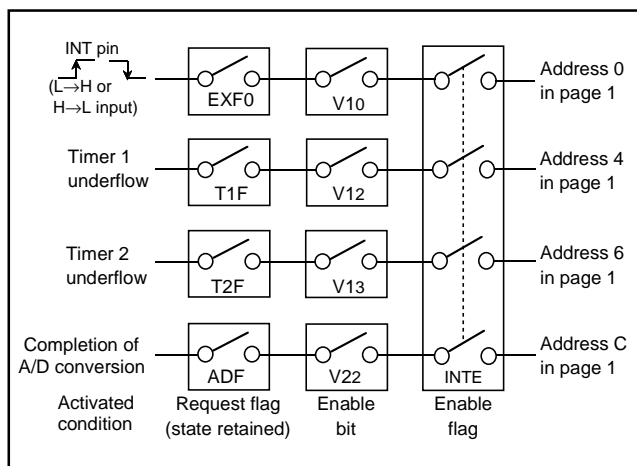 INT pin
(L→H or
H→L input)
EXF0
V10
Address 0
in page 1
Timer 1
underflow
T1F
V12
Address 4
in page 1
Timer 2
underflow
T2F
V13
Address 6
in page 1
Completion of
A/D conversion
ADF
V22
INTE
Address C
in page 1
Activated
condition
Request flag
(state retained)
Enable
bit
Enable
flag